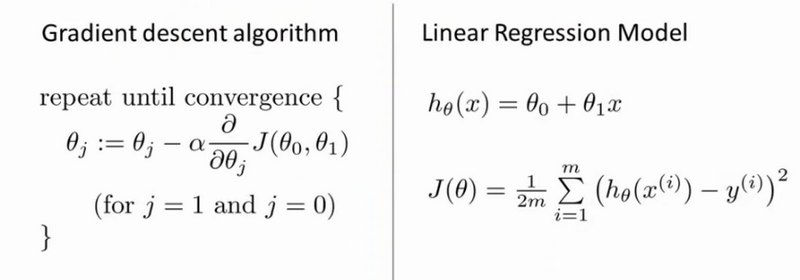 Gradient descent algorithm
repeat until convergence {
θ_j := θ_j − α ∂/∂θ_j J(θ_0, θ_1)
(for j = 1 and j = 0)
}
Linear Regression Model
h_θ(x) = θ_0 + θ_1x
J(θ) = 1/2m ∑_{i=1}^{m} (h_θ(x^{(i)}) − y^{(i)})^2